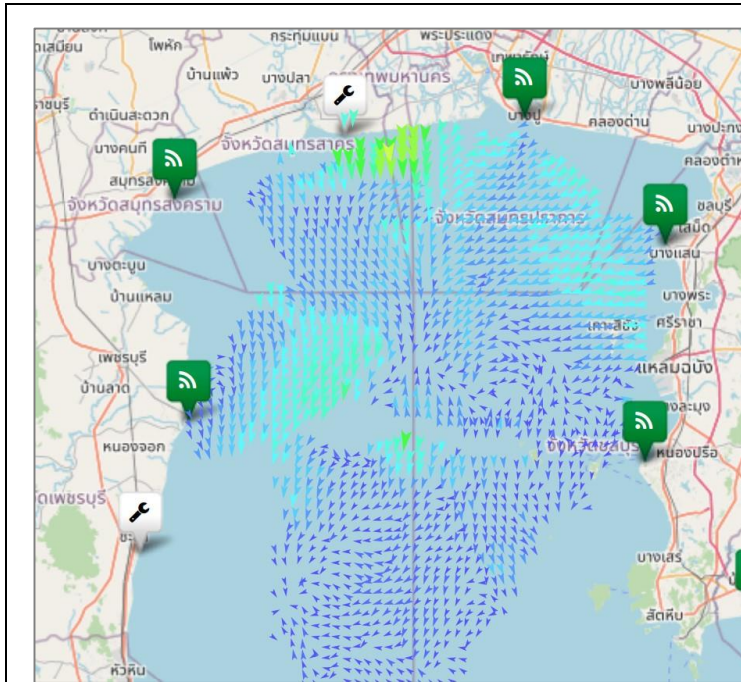 กระทุ่มแบน
พระประแดง
โพหัก
เทพารักษ์
บ้านแพ้ว
บางปลา
กรุงเทพมหานคร
บางพลีน้อย
ราชบุรี
ดำเนินสะดวก
บางปู
คลองด่าน
บางปะกง
บางคนที
จังหวัดสมุทรสาคร
สมุทรสงคราม
จังหวัดสมุทรสงคราม
จังหวัดสมุทรปราการ
ชลบุรี
เสม็ด
บางแสน
บางตะบูน
บ้านแหลม
บางพระ
เกาะสีชัง
ศรีราชา
เพชรบุรี
แหลมฉบัง
บ้านลาด
บางละมุง
หนองจอก
จังหวัดชลบุรี
หนองปรือ
ดเพชรบุรี
บางเสร่
สัตหีบ
หัวหิน